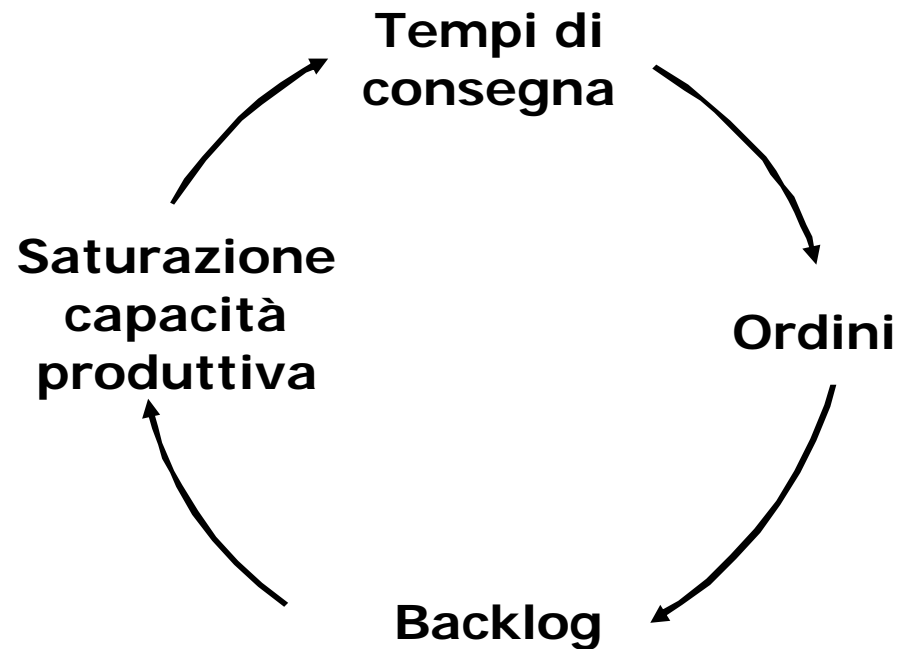 Tempi di
consegna
Saturazione
capacità
produttiva
Ordini
Backlog